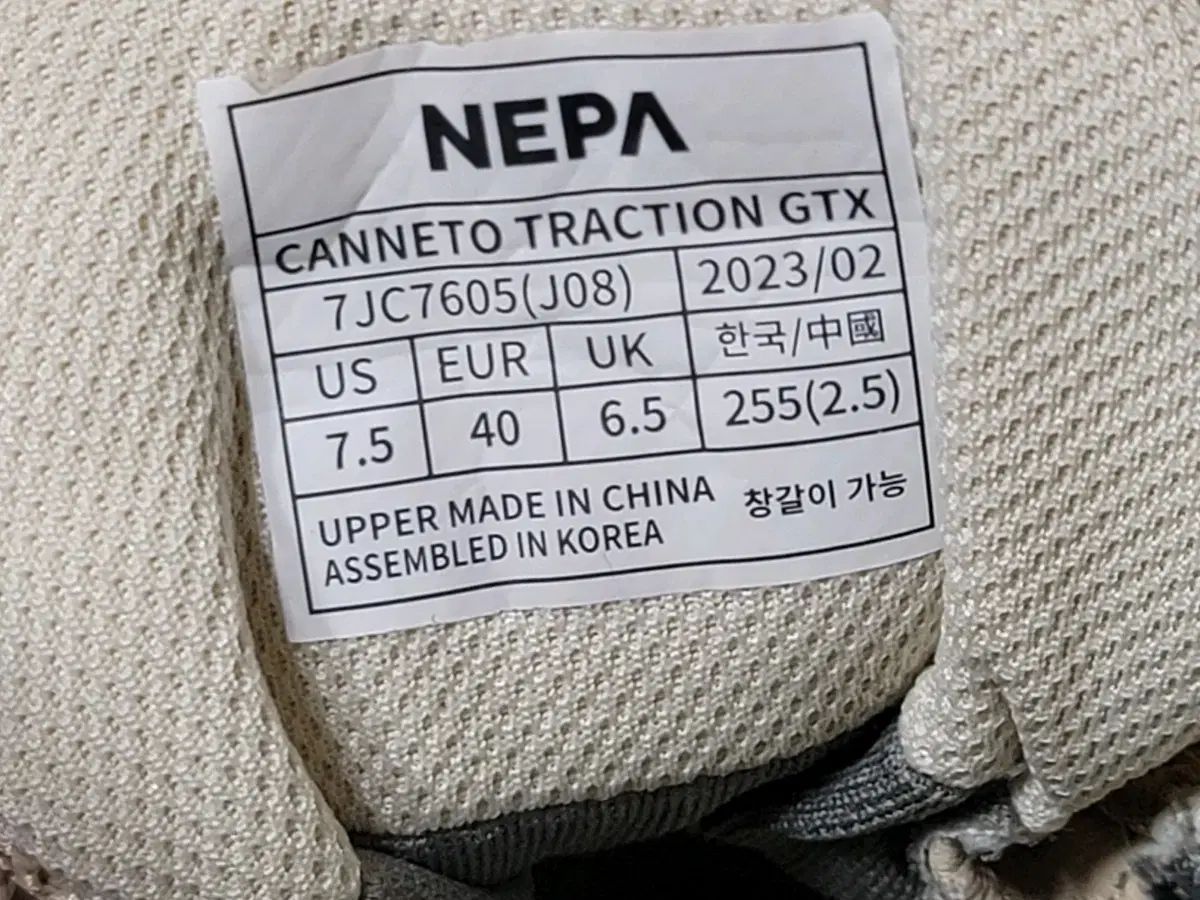 NEPA
CANNETO TRACTION GTX
7JC7605(J08) 2023/02
US EUR UK 한국/中國
7.5 40 6.5 255(2.5)
UPPER MADE IN CHINA 창갈이 가능
ASSEMBLED IN KOREA